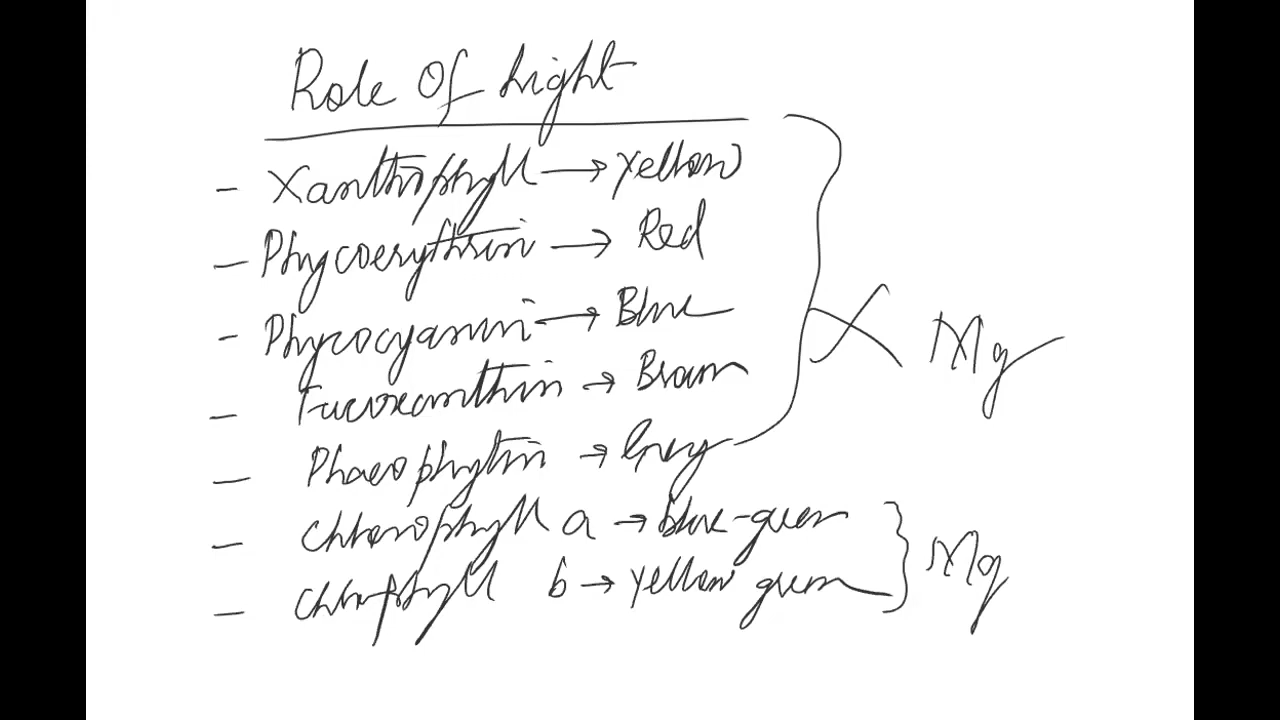 Role of Light
- Xanthophyll → Yellow
- Phycoerythrin → Red
- Phycocyanin → Blue
- Fucoxanthin → Brown
- Phaeophytin → Grey
X Mg
- Chlorophyll a → blue-green
- Chlorophyll b → yellow green
Mg